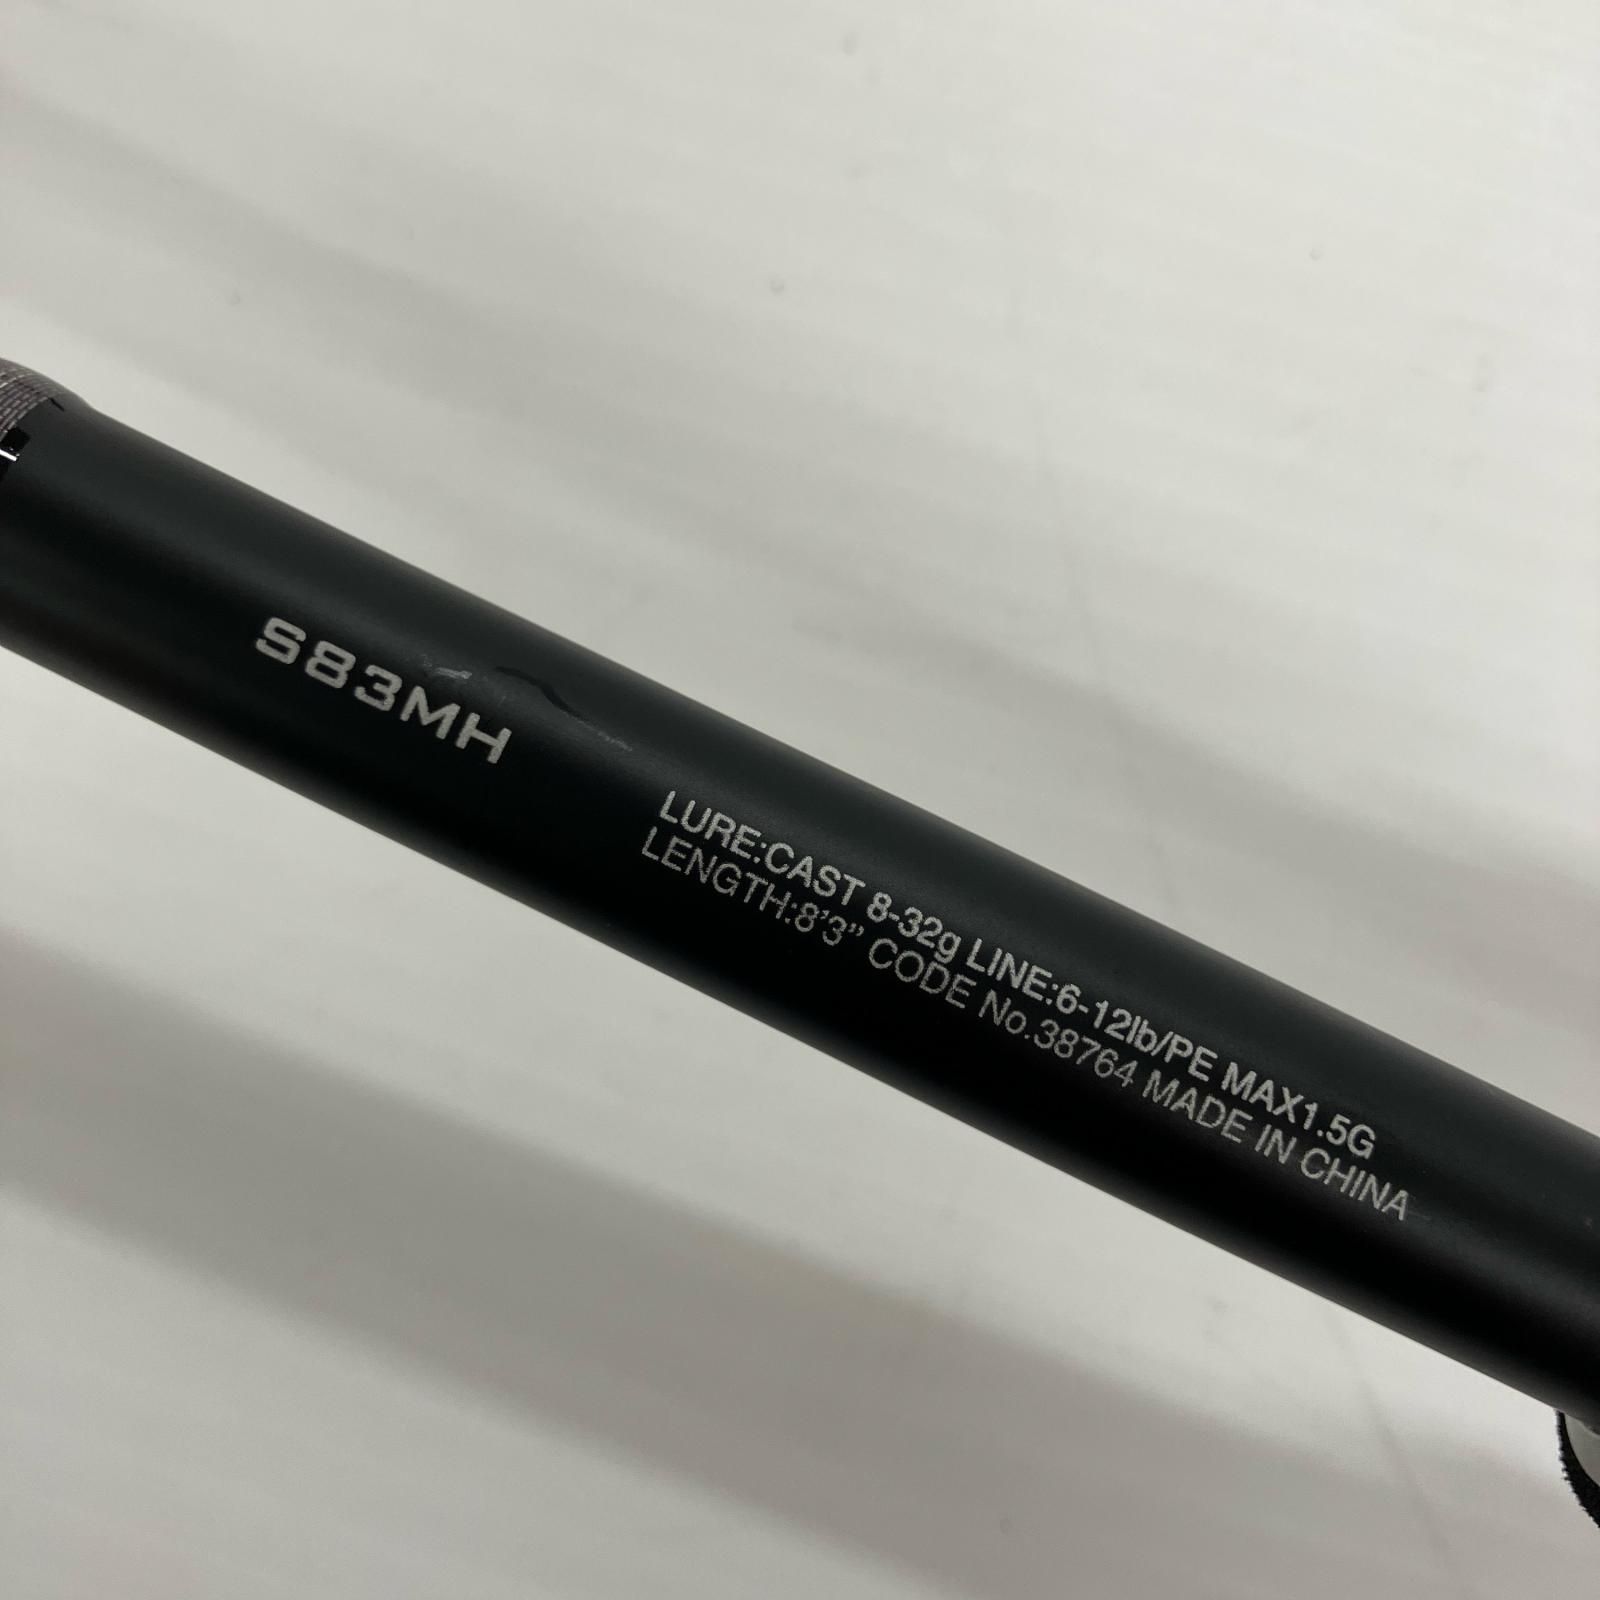 S83MH
LURE:CAST 8-32g LINE:6-12lb/PE MAX1.5G
LENGTH:8'3” CODE No.38764 MADE IN CHINA